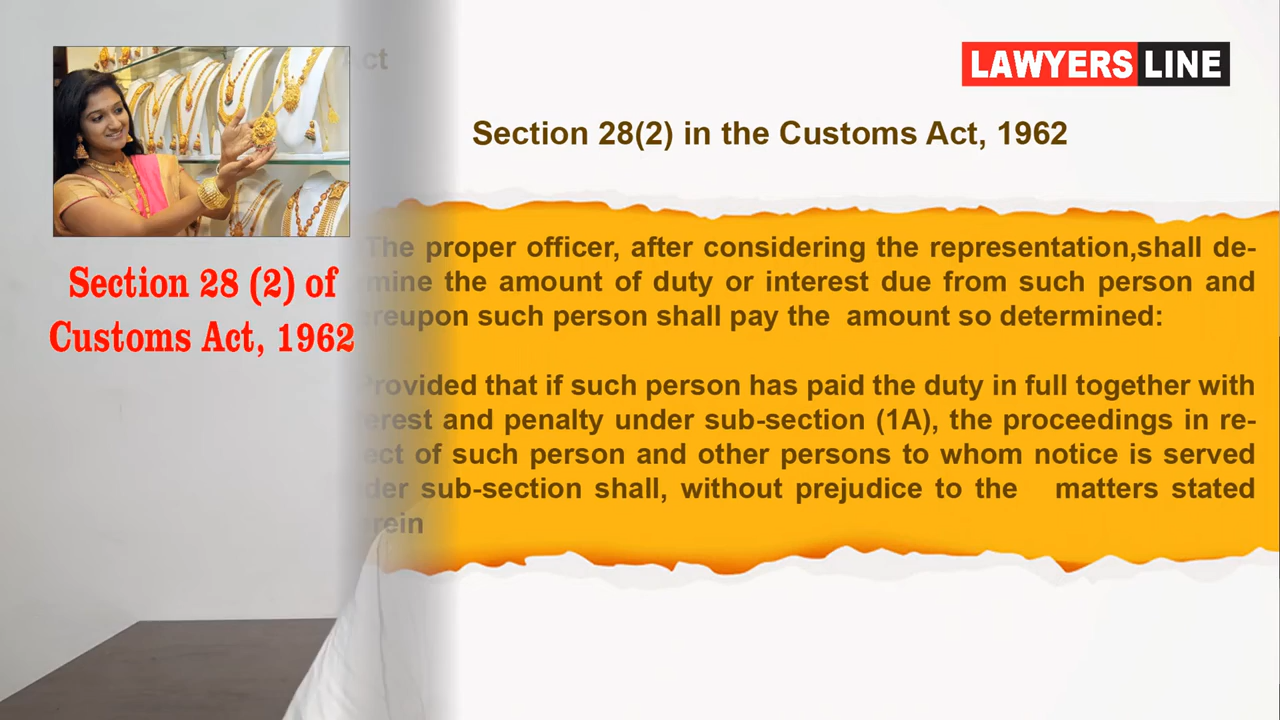 Act
LAWYERS LINE
Section 28(2) in the Customs Act, 1962
Section 28 (2) of
Customs Act, 1962
The proper officer, after considering the representation,shall de-
mine the amount of duty or interest due from such person and
reupon such person shall pay the amount so determined:
Provided that if such person has paid the duty in full together with
erest and penalty under sub-section (1A), the proceedings in re-
ect of such person and other persons to whom notice is served
der sub-section shall, without prejudice to the matters stated
rein